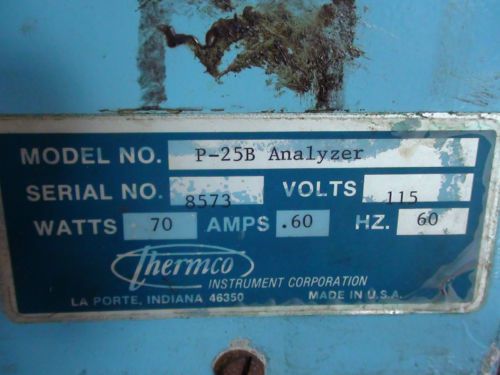 MODEL NO. P-25B Analyzer
SERIAL NO. 8573 VOLTS 115
WATTS 70 AMPS .60 HZ. 60
Thermco
INSTRUMENT CORPORATION
LA PORTE, INDIANA 46350 MADE IN U.S.A.